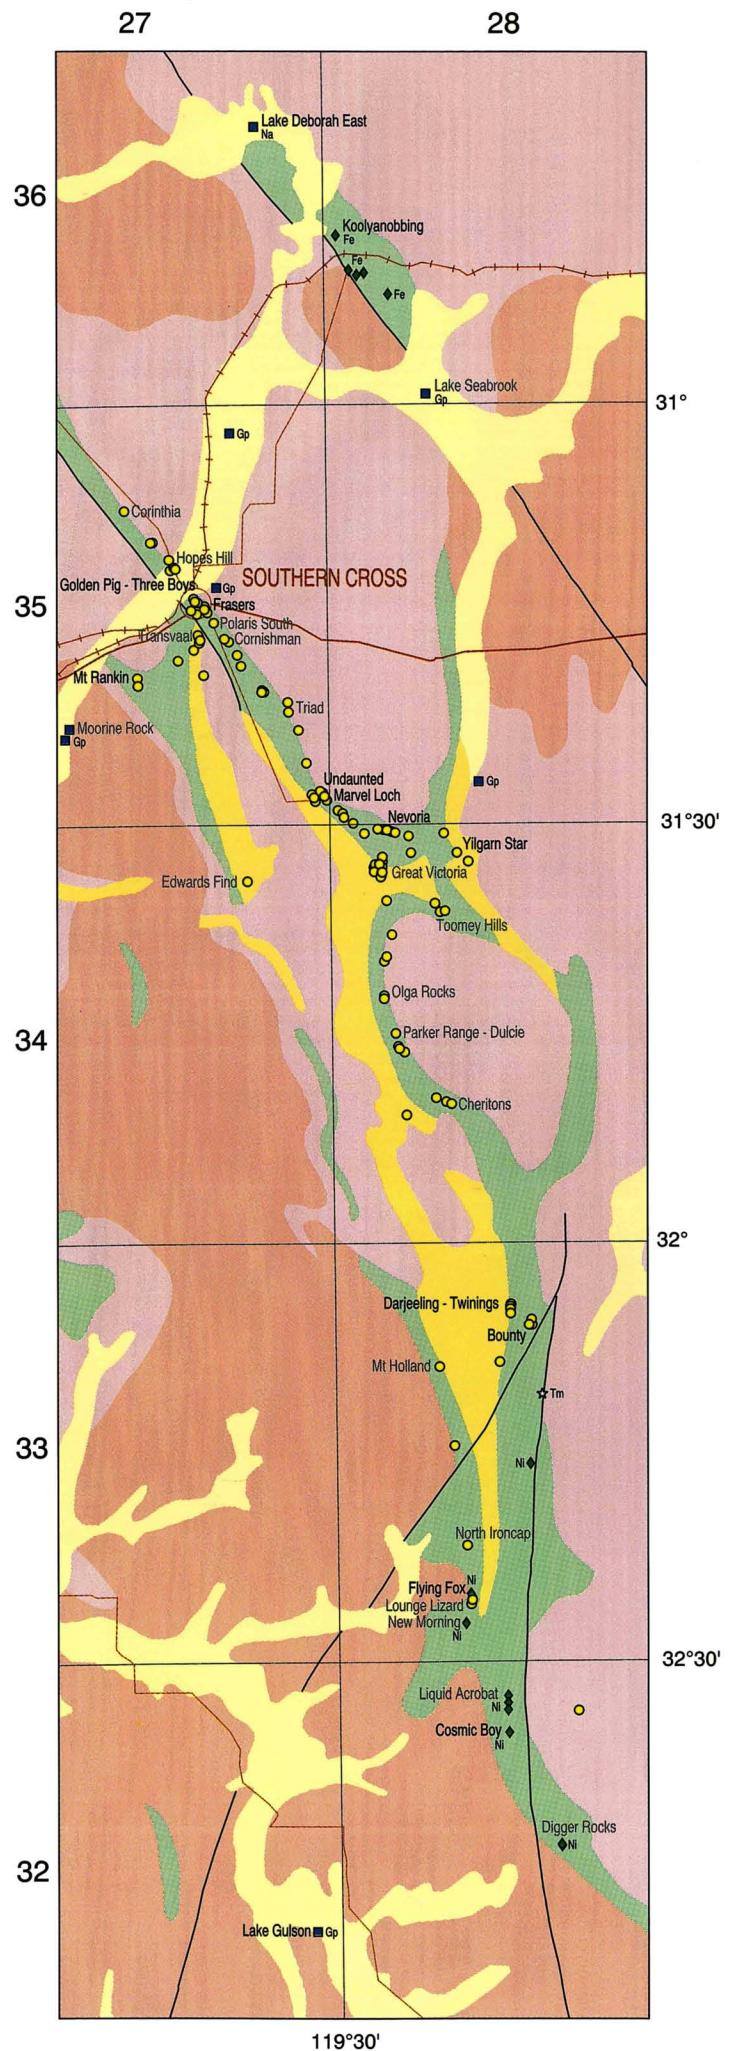 27 28
Lake Deborah East
Na
36
Koolyanobbing
Fe
Fe
Fe
Lake Seabrook
Gp
31°
Gp
Corinthia
Hopes Hill
Golden Pig - Three Boys
Gp
SOUTHERN CROSS
35
Frasers
Polaris South
Transvaal
Cornishman
Mt Rankin
Triad
Moorine Rock
Gp
Undaunted
Gp
Marvel Loch
Nevoria
31°30'
Yilgarn Star
Great Victoria
Edwards Find
Toomey Hills
Olga Rocks
34
Parker Range - Dulcie
Cheritons
32°
Darjeeling - Twinings
Bounty
Mt Holland
Tm
33
Ni
North Ironcap
Ni
Flying Fox
Lounge Lizard
New Morning
Ni
32°30'
Liquid Acrobat
Ni
Cosmic Boy
Ni
Digger Rocks
Ni
32
Lake Gulson
Gp
119°30'